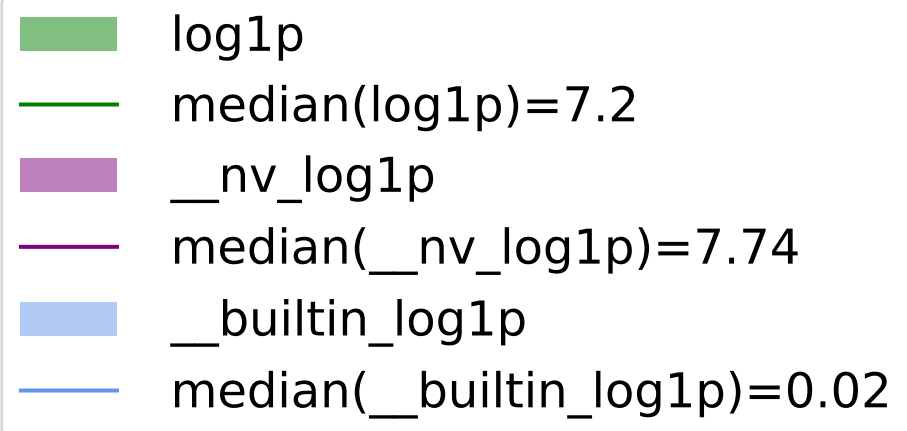 log1p
median(log1p)=7.2
__nv_log1p
median(__nv_log1p)=7.74
__builtin_log1p
median(__builtin_log1p)=0.02